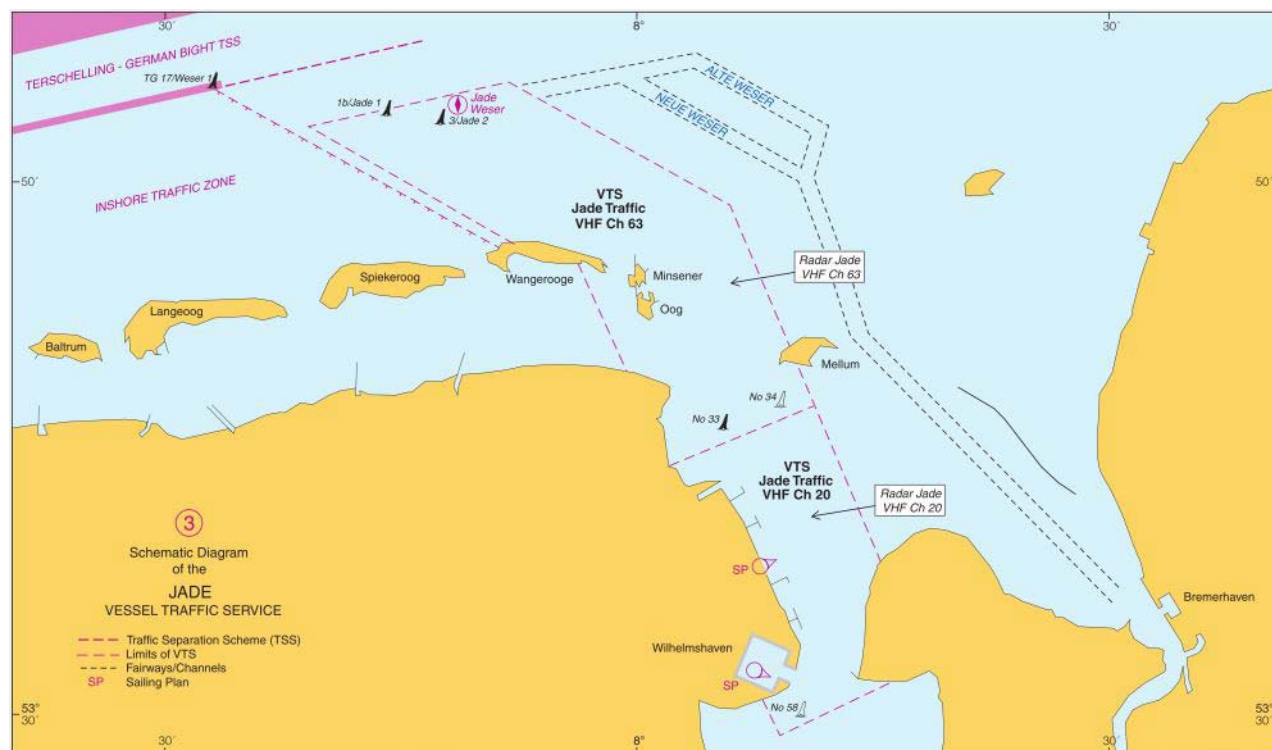 30´
8°
30´
TERSCHELLING - GERMAN BIGHT TSS
TG 17/Weser 1
1b/Jade 1
Jade
Weser
3/Jade 2
ALTE WESER
NEUE WESER
50´
50´
INSHORE TRAFFIC ZONE
VTS
Jade Traffic
VHF Ch 63
Radar Jade
VHF Ch 63
Spiekeroog
Wangerooge
Minsener
Oog
Langeoog
Baltrum
Mellum
No 34
No 33
VTS
Jade Traffic
VHF Ch 20
Radar Jade
VHF Ch 20
3
Schematic Diagram
of the
JADE
VESSEL TRAFFIC SERVICE
Traffic Separation Scheme (TSS)
Limits of VTS
Fairways/Channels
SP Sailing Plan
SP
Bremerhaven
Wilhelmshaven
SP
No 58
53°
30´
53°
30´
30´
8°
30´